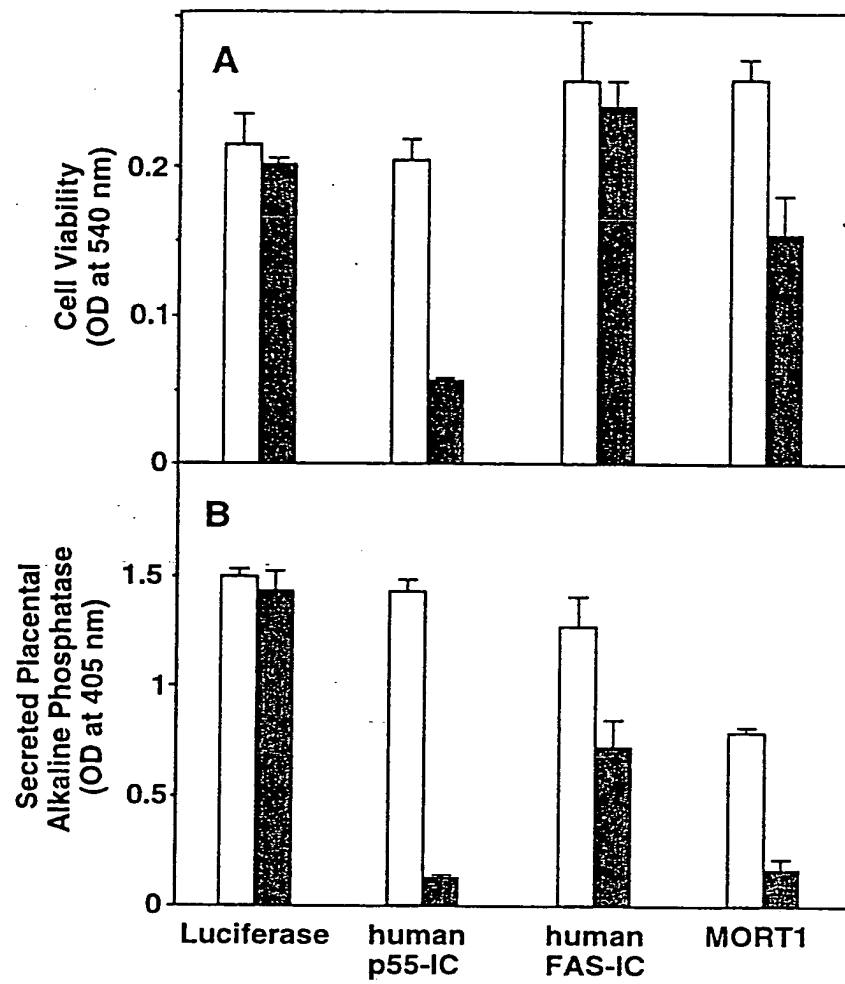 A
Cell Viability
(OD at 540 nm)
0.2
0.1
0
B
Secreted Placental
Alkaline Phosphatase
(OD at 405 nm)
1.5
1
0.5
0
Luciferase
human
p55-IC
human
FAS-IC
MORT1